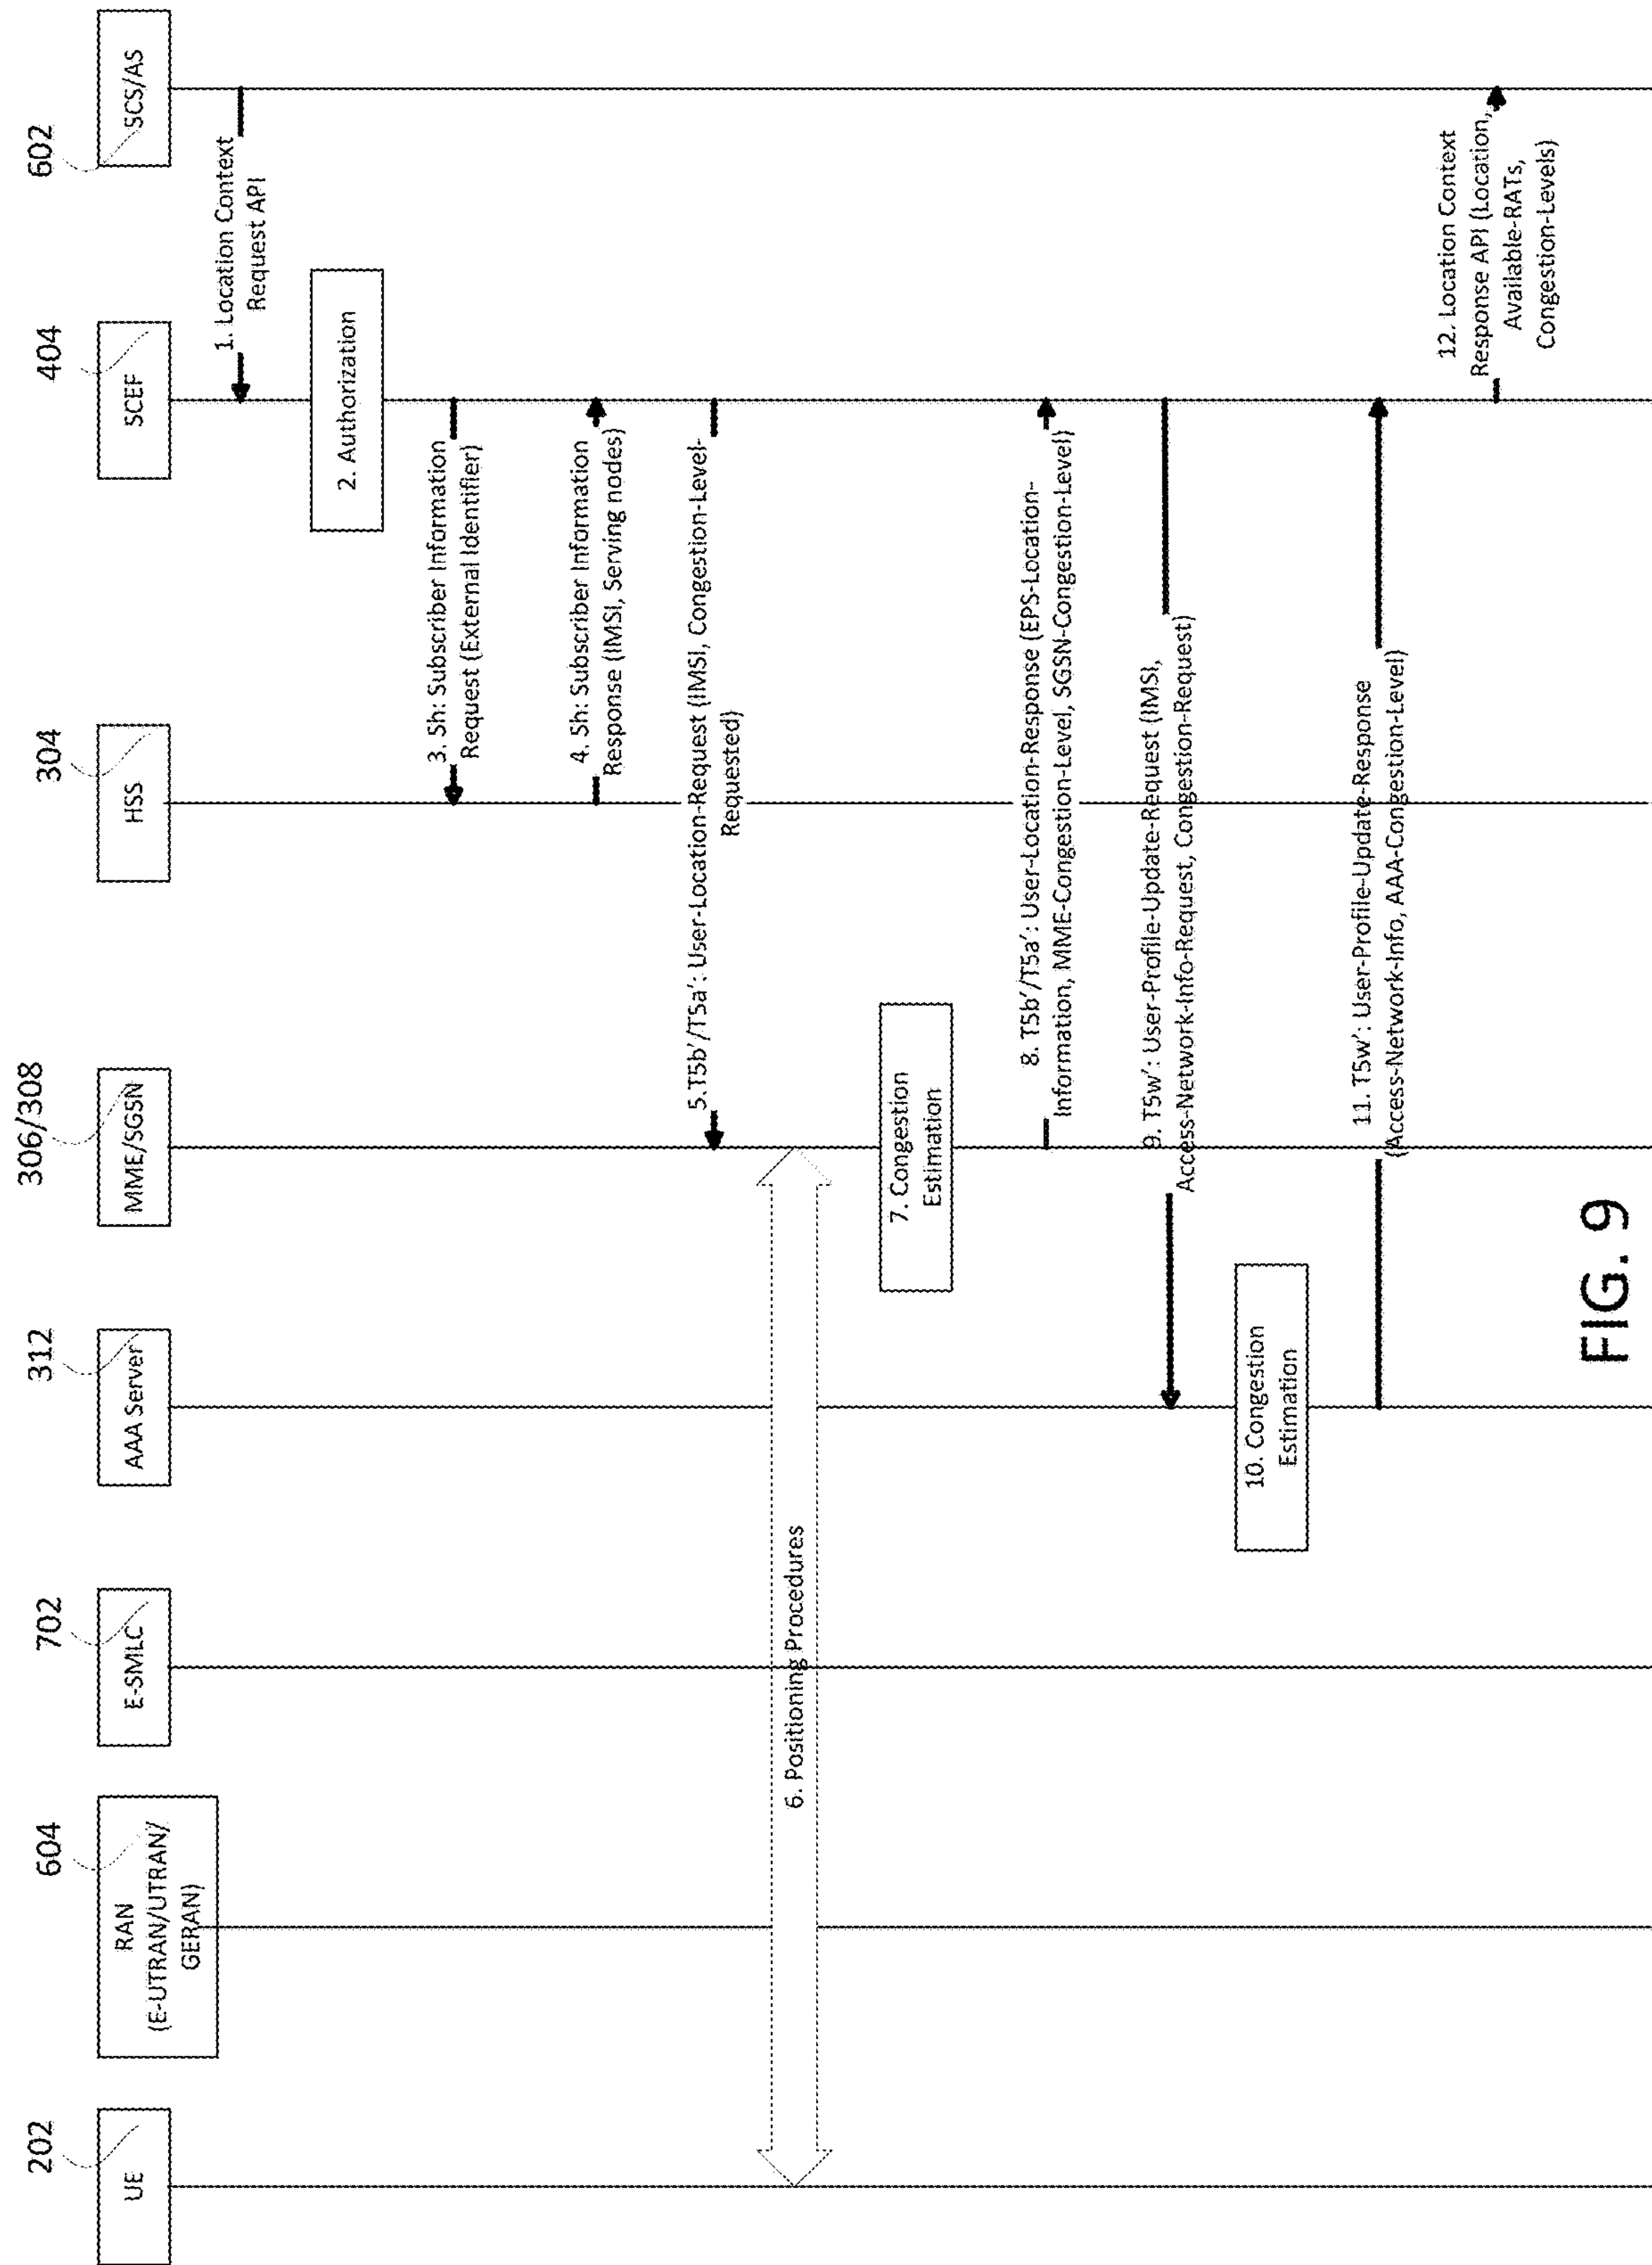 202
604
702
312
306/308
304
404
602
UE
RAN
(E-UTRAN/UTRAN/
GERAN)
E-SMLC
AAA Server
MME/SGSN
HSS
SCEF
SCS/AS
1. Location Context
Request API
2. Authorization
3. Sh: Subscriber Information
Request (External Identifier)
4. Sh: Subscriber Information
Response (IMSI, Serving nodes)
5.T5b'/T5a': User-Location-Request (IMSI, Congestion-Level-
Requested)
6. Positioning Procedures
7. Congestion
Estimation
8. T5b'/T5a': User-Location-Response (EPS-Location-
Information, MME-Congestion-Level, SGSN-Congestion-Level)
9. T5w': User-Profile-Update-Request (IMSI,
Access-Network-Info-Request, Congestion-Request)
10. Congestion
Estimation
11. T5w': User-Profile-Update-Response
(Access-Network-Info, AAA-Congestion-Level)
12. Location Context
Response API (Location,
Available-RATs,
Congestion-Levels)
FIG. 9